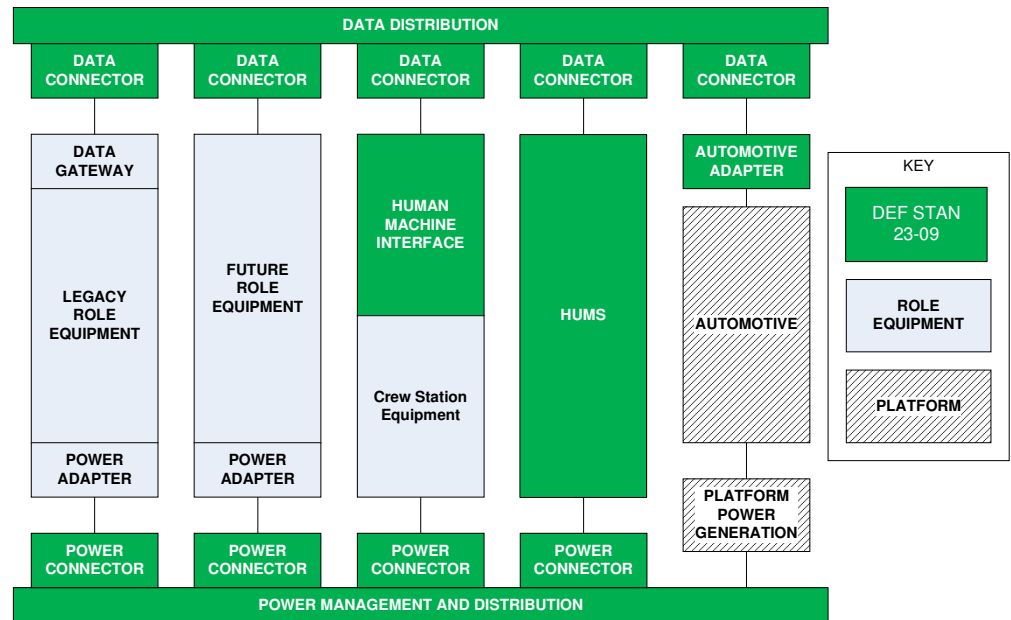 DATA DISTRIBUTION
DATA
CONNECTOR
DATA
CONNECTOR
DATA
CONNECTOR
DATA
CONNECTOR
DATA
CONNECTOR
DATA
GATEWAY
LEGACY
ROLE
EQUIPMENT
POWER
ADAPTER
FUTURE
ROLE
EQUIPMENT
POWER
ADAPTER
HUMAN
MACHINE
INTERFACE
Crew Station
Equipment
HUMS
AUTOMOTIVE
ADAPTER
AUTOMOTIVE
PLATFORM
POWER
GENERATION
POWER
CONNECTOR
POWER
CONNECTOR
POWER
CONNECTOR
POWER
CONNECTOR
POWER MANAGEMENT AND DISTRIBUTION
KEY
DEF STAN
23-09
ROLE
EQUIPMENT
PLATFORM